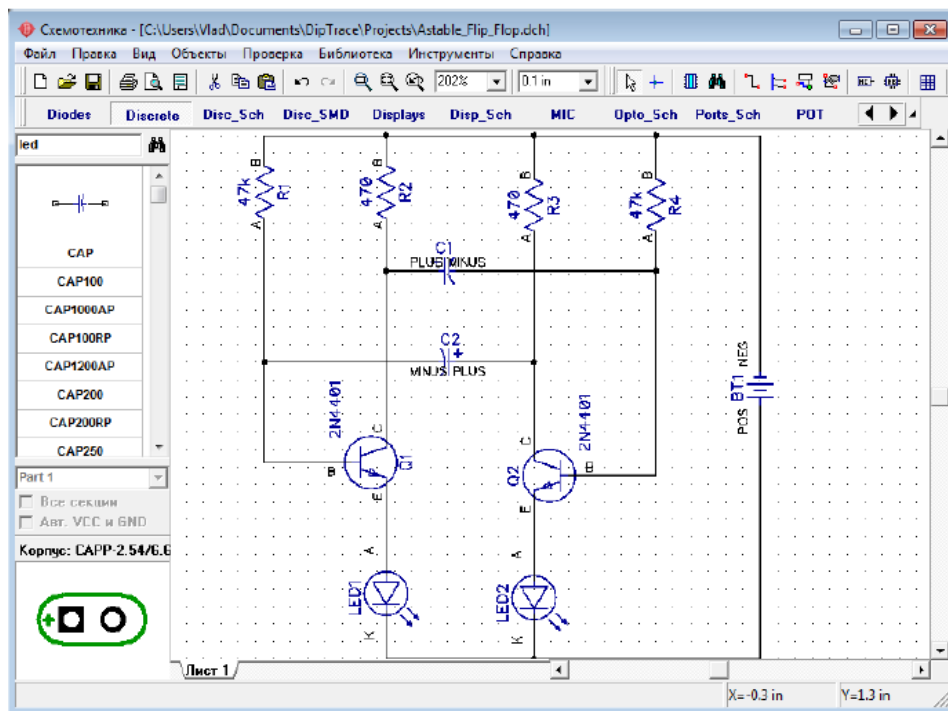 Схемотехника - [C:\Users\Vlad\Documents\DipTrace\Projects\Astable_Flip_Flop.dch]
Файл Правка Вид Объекты Проверка Библиотека Инструменты Справка
202% 0.1 in
Diodes Discrete Disc_Sch Disc_SMD Displays Disp_Sch MIC Opto_Sch Ports_Sch POT
led
CAP
CAP100
CAP1000AP
CAP100RP
CAP1200AP
CAP200
CAP200RP
CAP250
Part 1
Все секции
Авт. VCC и GND
Корпус: CAPP-2.54/6.6
+
B B B B
47k R1 470 R2 470 R3 47k R4
A A A A
C1
PLUS MINUS
C2
+
MINUS PLUS
NEG
BT1
POS
2N4401 2N4401
C C
B Q1 Q2 B
E E
A A
LED1 LED2
K K
Лист 1
X=-0.3 in Y=1.3 in